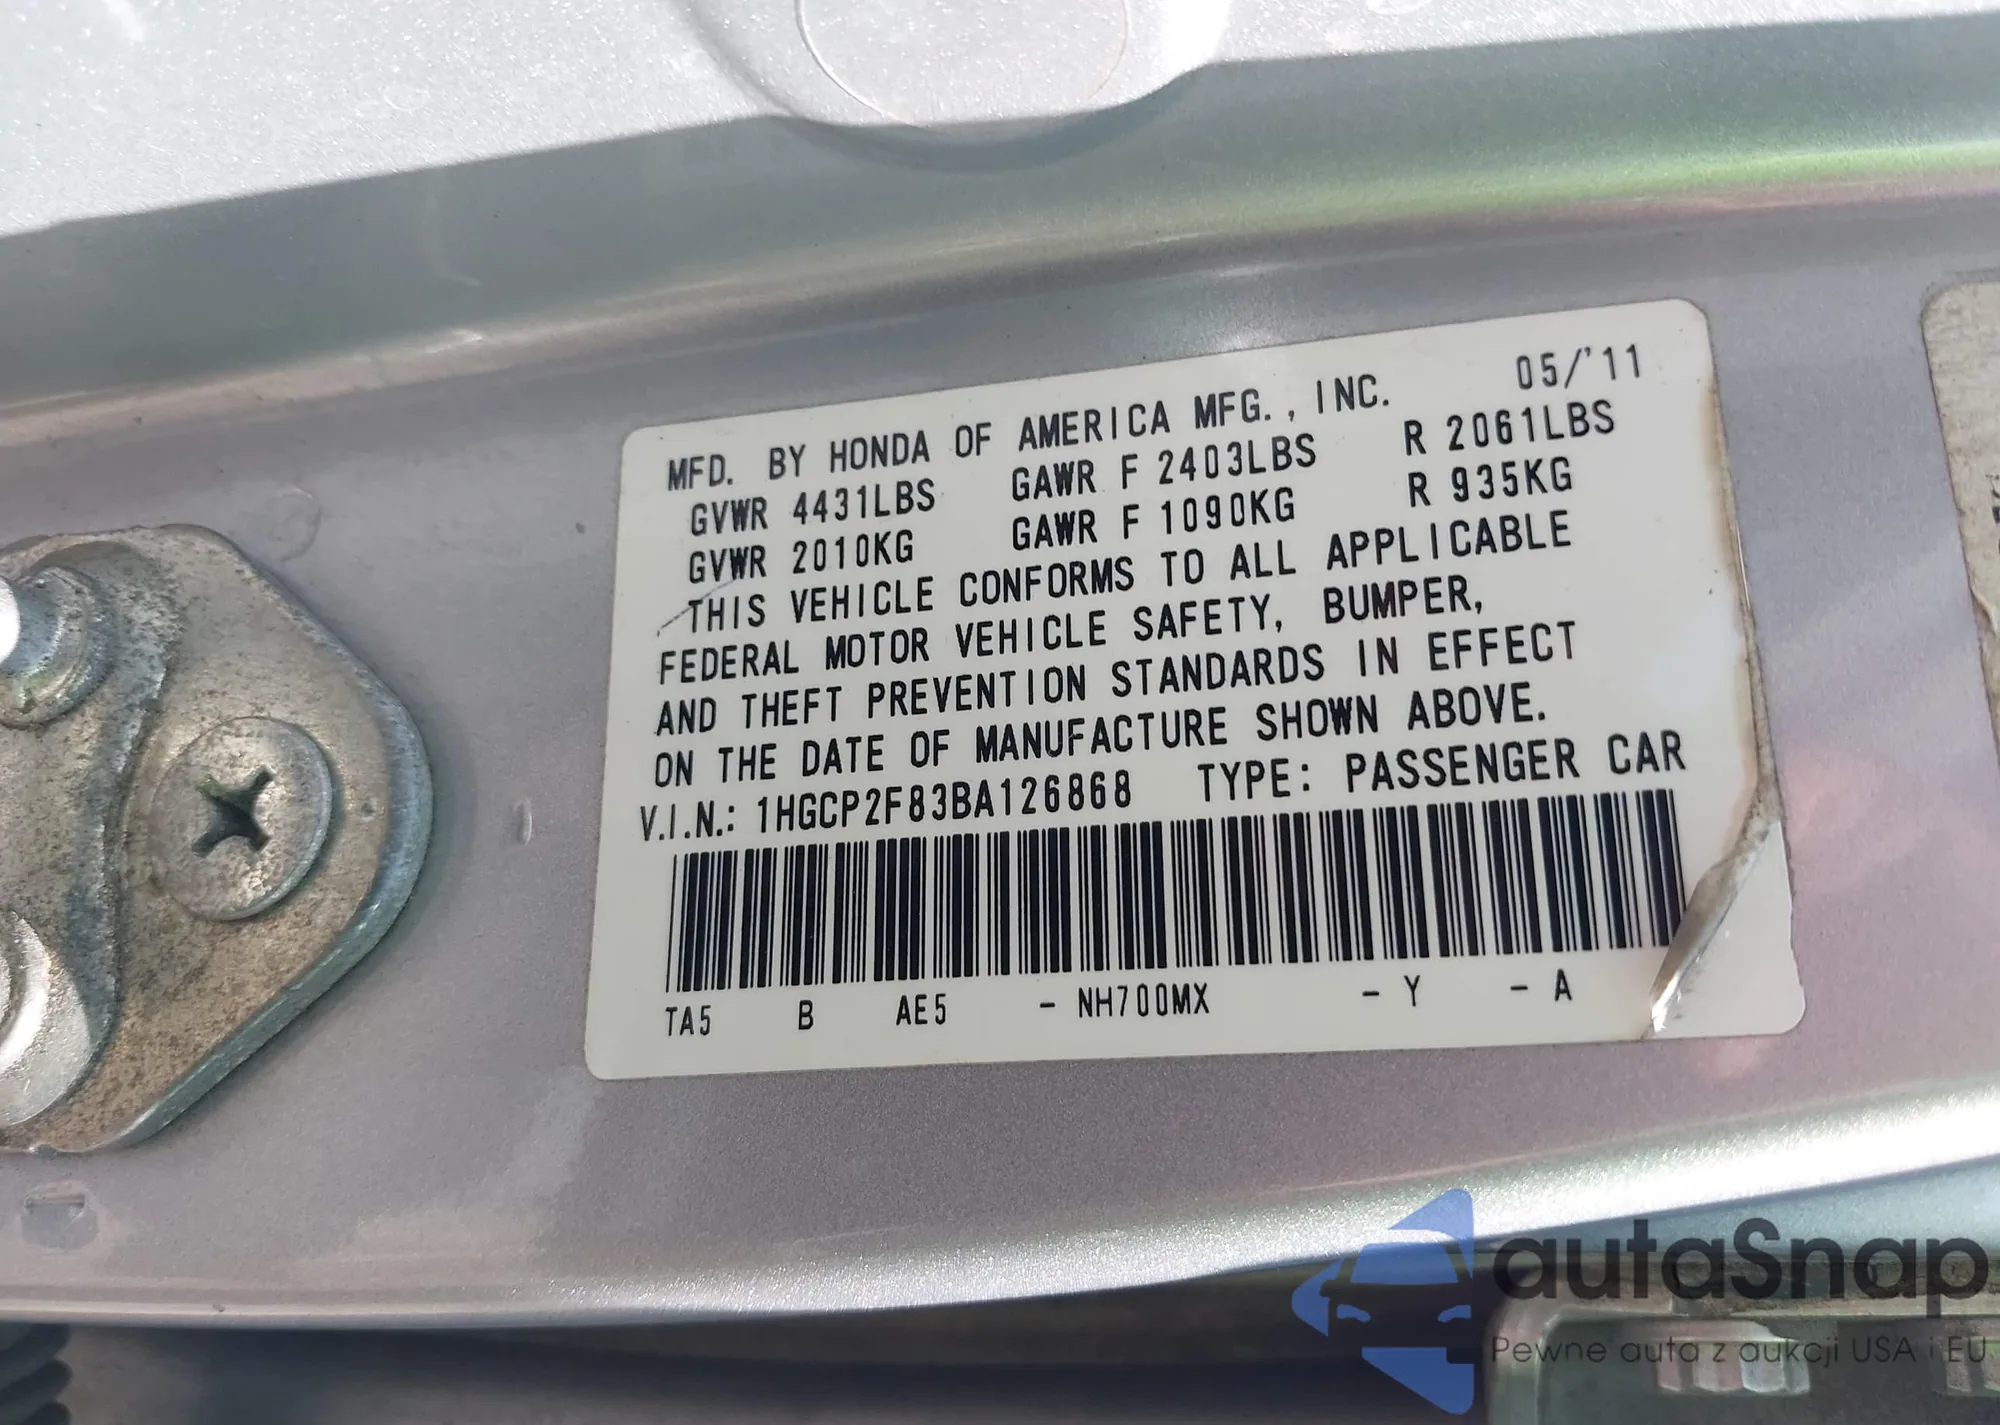 MFD. BY HONDA OF AMERICA MFG., INC. 05/'11
GVWR 4431LBS GAWR F 2403LBS R 2061LBS
GVWR 2010KG GAWR F 1090KG R 935KG
THIS VEHICLE CONFORMS TO ALL APPLICABLE
FEDERAL MOTOR VEHICLE SAFETY, BUMPER,
AND THEFT PREVENTION STANDARDS IN EFFECT
ON THE DATE OF MANUFACTURE SHOWN ABOVE.
V.I.N.: 1HGCP2F83BA126868 TYPE: PASSENGER CAR
TA5 B AE5 - NH700MX - Y - A
autaSnap
Pewne auta z aukcji USA i EU